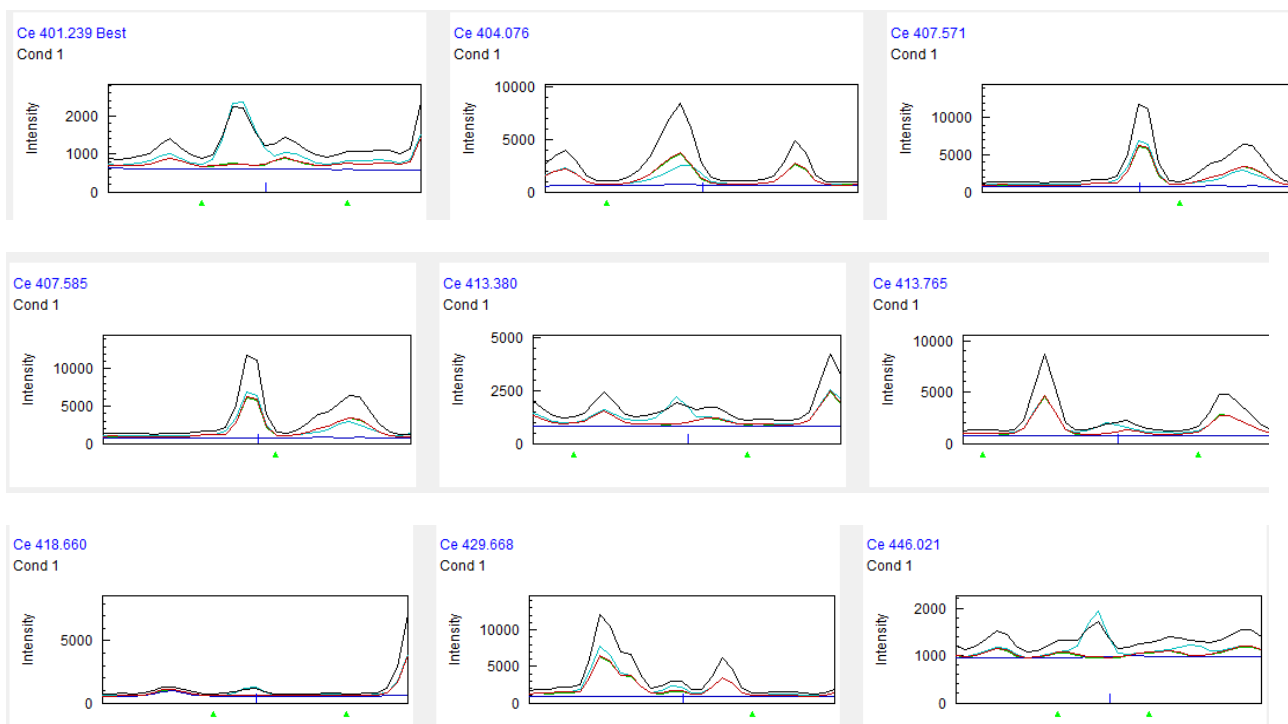 Ce 401.239 Best
Cond 1
Intensity
2000
1000
0
Ce 404.076
Cond 1
Intensity
10000
5000
0
Ce 407.571
Cond 1
Intensity
10000
5000
0
Ce 407.585
Cond 1
Intensity
10000
5000
0
Ce 413.380
Cond 1
Intensity
5000
2500
0
Ce 413.765
Cond 1
Intensity
10000
5000
0
Ce 418.660
Cond 1
Intensity
5000
0
Ce 429.668
Cond 1
Intensity
10000
5000
0
Ce 446.021
Cond 1
Intensity
2000
1000
0